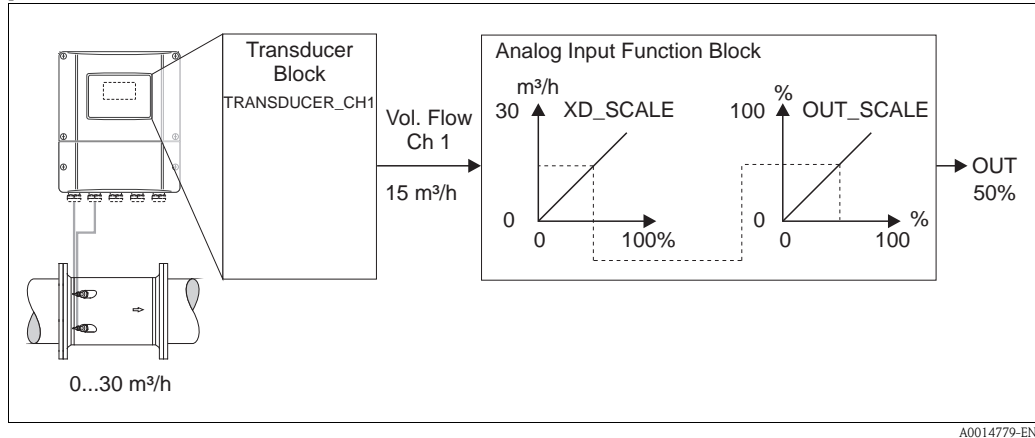 Transducer
Block
TRANSDUCER_CH1
Vol. Flow
Ch 1
15 m³/h
Analog Input Function Block
m³/h
30
XD_SCALE
0
0
100%
%
100
OUT_SCALE
0
%
0
100
OUT
50%
0...30 m³/h
A0014779-EN